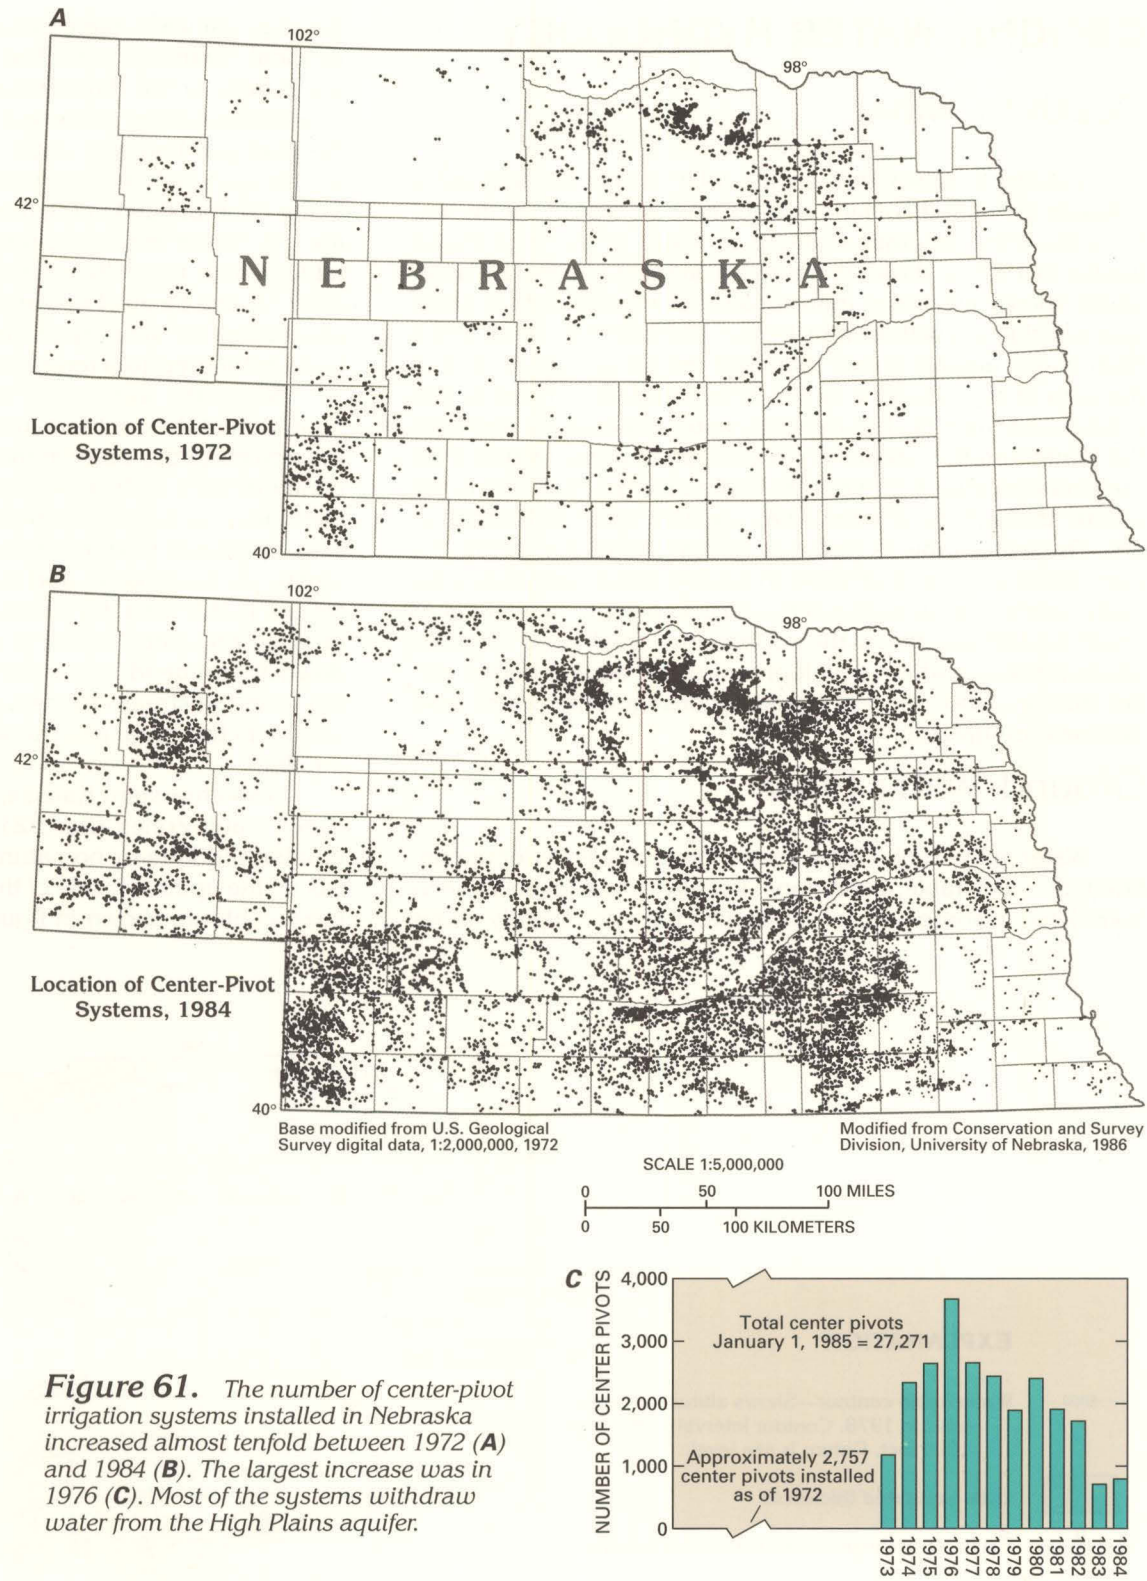 A
102°
98°
42°
NEBRASKA
Location of Center-Pivot
Systems, 1972
40°
B
102°
98°
42°
Location of Center-Pivot
Systems, 1984
40°
Base modified from U.S. Geological
Survey digital data, 1:2,000,000, 1972
Modified from Conservation and Survey
Division, University of Nebraska, 1986
SCALE 1:5,000,000
0 50 100 MILES
0 50 100 KILOMETERS
C
NUMBER OF CENTER PIVOTS
4,000
3,000
2,000
1,000
0
Total center pivots
January 1, 1985 = 27,271
Approximately 2,757
center pivots installed
as of 1972
1973
1974
1975
1976
1977
1978
1979
1980
1981
1982
1983
1984
Figure 61. The number of center-pivot
irrigation systems installed in Nebraska
increased almost tenfold between 1972 (A)
and 1984 (B). The largest increase was in
1976 (C). Most of the systems withdraw
water from the High Plains aquifer.